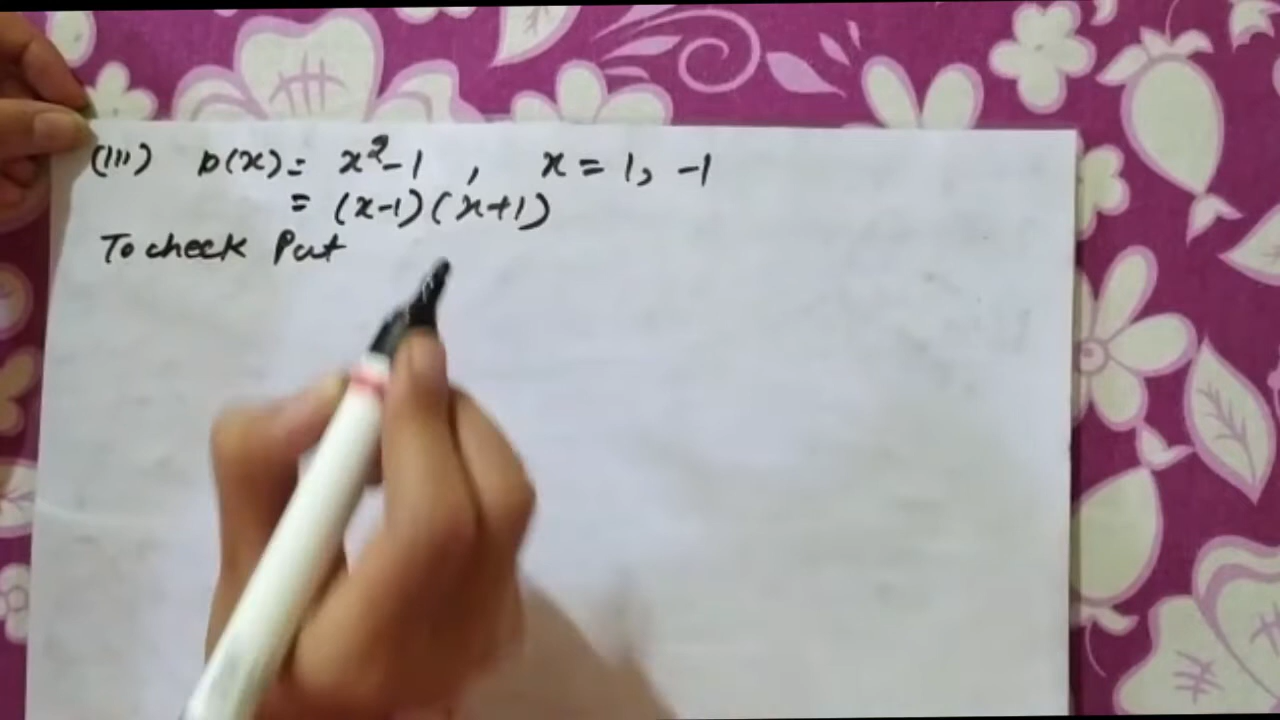 (iii) p(x) = x²-1 , x = 1, -1
= (x-1)(x+1)
To check Put